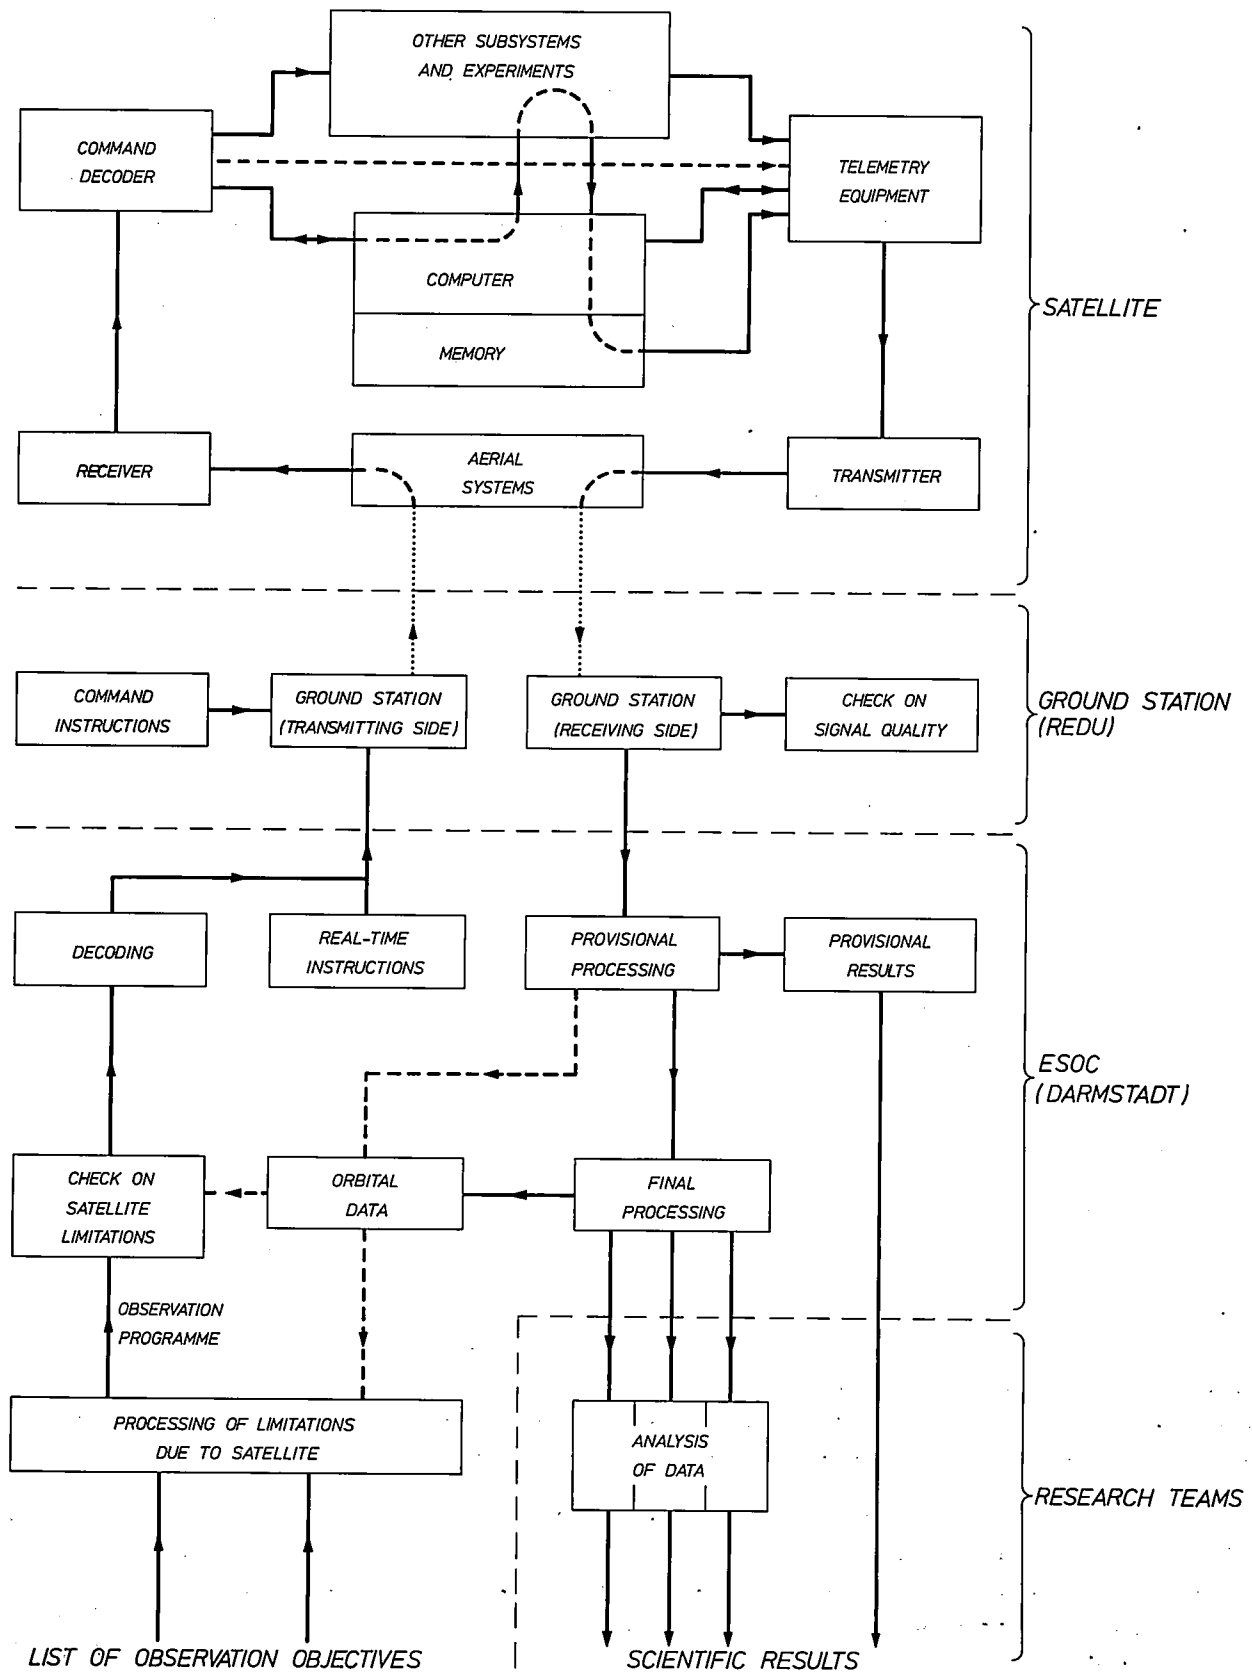 OTHER SUBSYSTEMS
AND EXPERIMENTS
COMMAND
DECODER
TELEMETRY
EQUIPMENT
COMPUTER
MEMORY
SATELLITE
RECEIVER
AERIAL
SYSTEMS
TRANSMITTER
COMMAND
INSTRUCTIONS
GROUND STATION
(TRANSMITTING SIDE)
GROUND STATION
(RECEIVING SIDE)
CHECK ON
SIGNAL QUALITY
GROUND STATION
(REDU)
DECODING
REAL-TIME
INSTRUCTIONS
PROVISIONAL
PROCESSING
PROVISIONAL
RESULTS
ESOC
(DARMSTADT)
CHECK ON
SATELLITE
LIMITATIONS
ORBITAL
DATA
FINAL
PROCESSING
OBSERVATION
PROGRAMME
PROCESSING OF LIMITATIONS
DUE TO SATELLITE
ANALYSIS
OF DATA
RESEARCH TEAMS
LIST OF OBSERVATION OBJECTIVES
SCIENTIFIC RESULTS